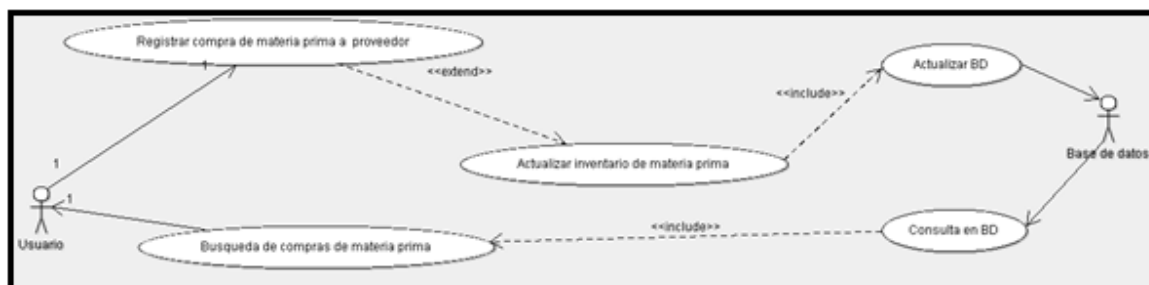 Registrar compra de materia prima a proveedor
1
<<extend>>
Actualizar BD
<<include>>
Base de datos
Actualizar inventario de materia prima
1
1
Usuario
Busqueda de compras de materia prima
<<include>>
Consulta en BD